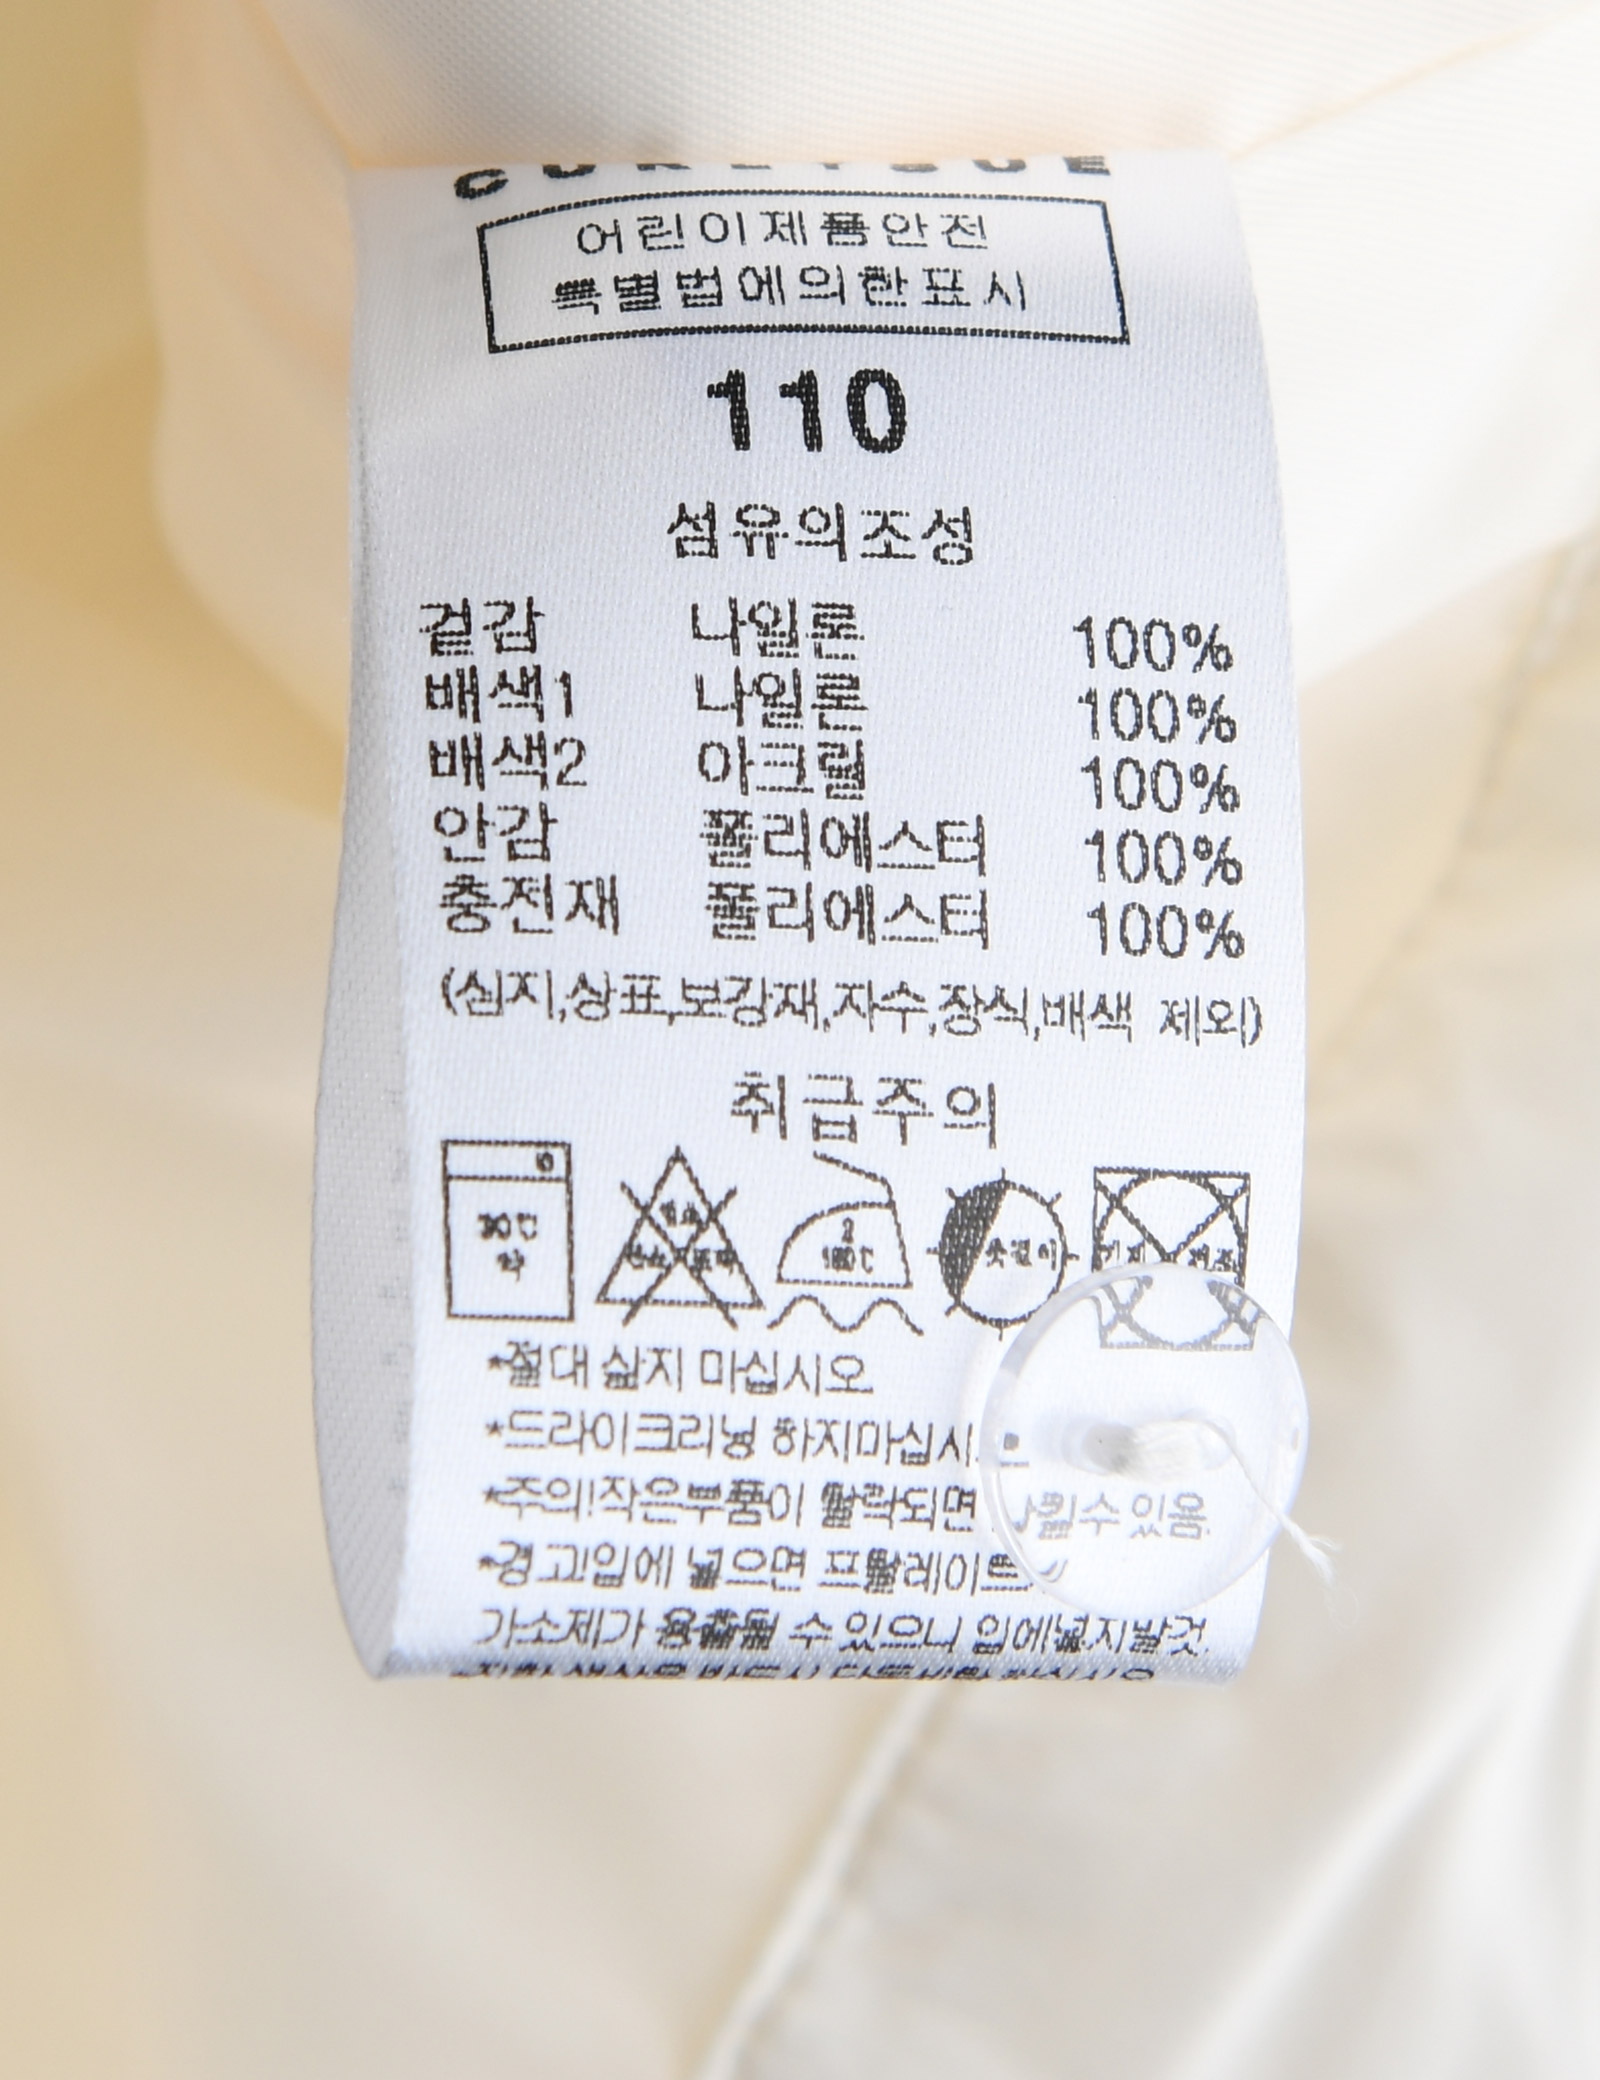 어린이제품안전
특별법에의한표시
110
섬유의조성
겉감 나일론 100%
배색1 나일론 100%
배색2 아크릴 100%
안감 폴리에스터 100%
충전재 폴리에스터 100%
(심지,상표,보강재,자수,장식,배색 제외)
취급주의
30℃
약
2
옷걸이
*절대 삶지 마십시오
*드라이크리닝 하지마십시
*주의!작은부품이 탈락되면 삼킬수 있음.
*경고!입에 넣으면 프탈레이트
가소제가 용출될 수 있으니 입에넣지말것.